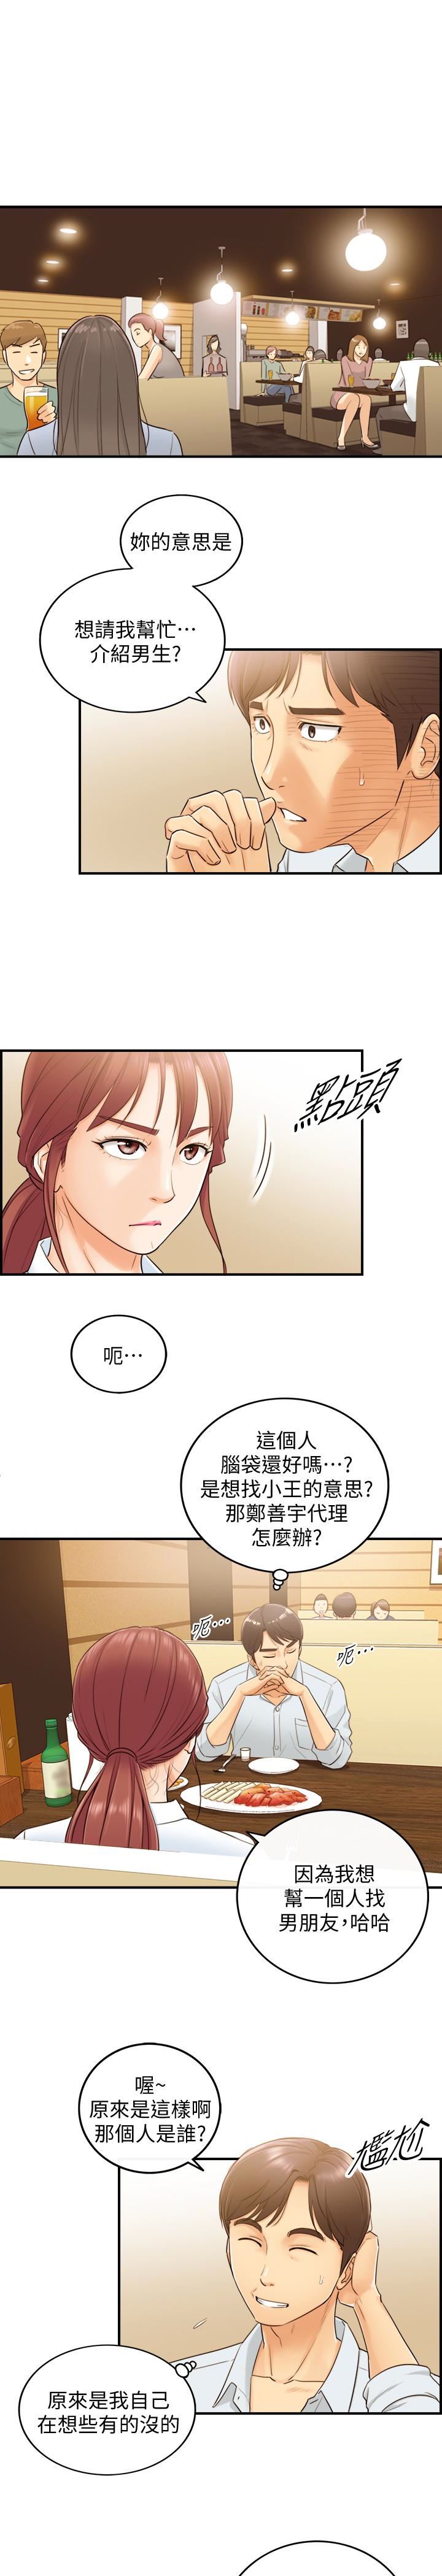 妳的意思是
想請我幫忙…
介紹男生?
點頭
呃…
這個人
腦袋還好嗎…?
是想找小王的意思?
那鄭善宇代理
怎麼辦?
呃…
呃…
因為我想
幫一個人找
男朋友,哈哈
喔~
原來是這樣啊
那個人是誰?
尷尬
原來是我自己
在想些有的沒的